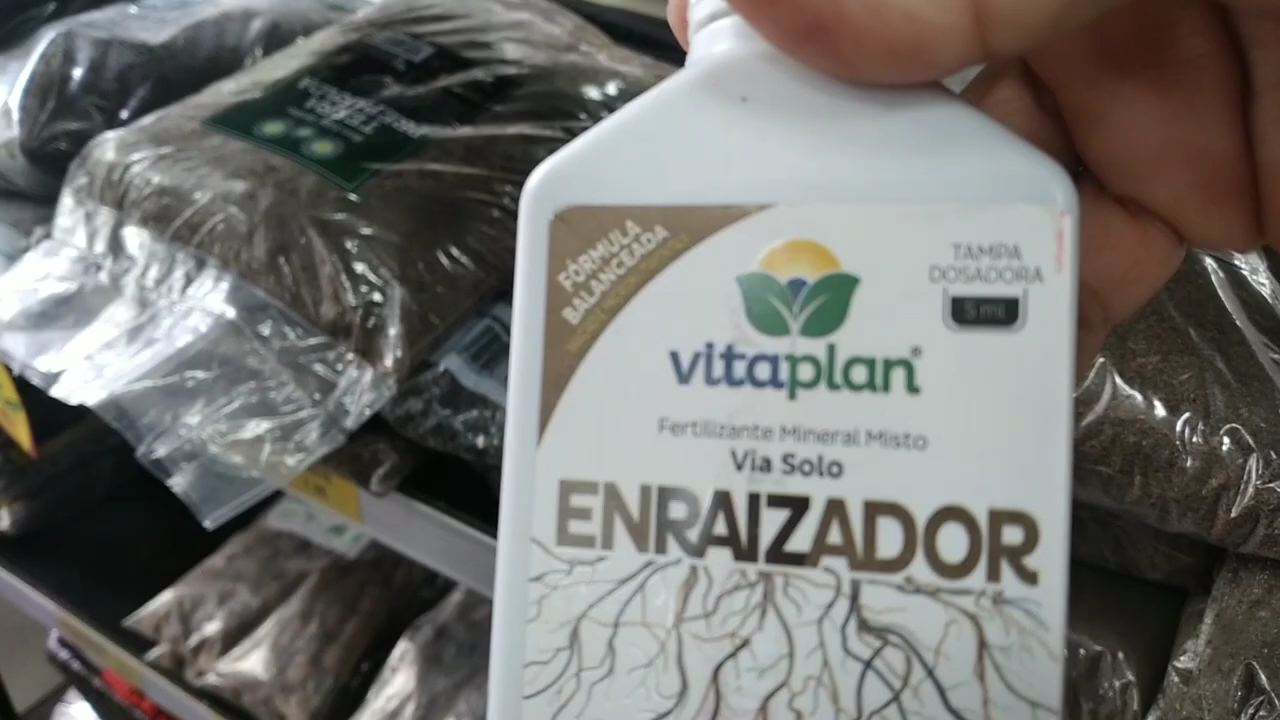 FÓRMULA
BALANCEADA
TAMPA
DOSADORA
5 ml
vitaplan®
Fertilizante Mineral Misto
Via Solo
ENRAIZADOR